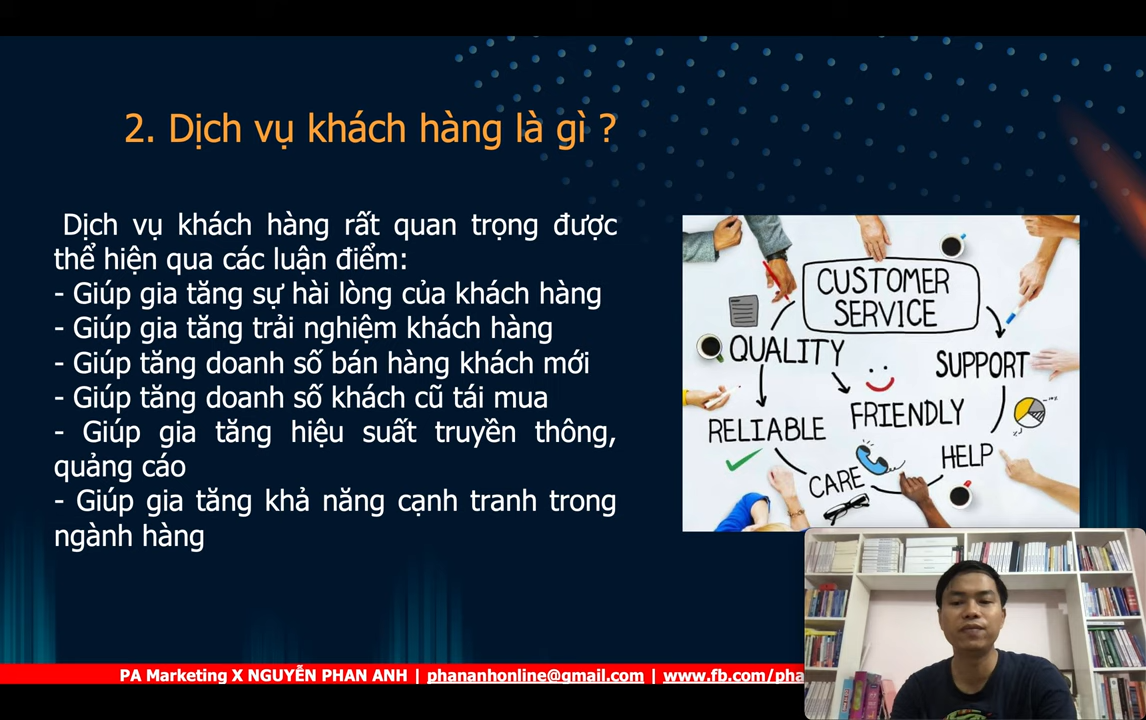 2. Dịch vụ khách hàng là gì ?
Dịch vụ khách hàng rất quan trọng được
thể hiện qua các luận điểm:
- Giúp gia tăng sự hài lòng của khách hàng
- Giúp gia tăng trải nghiệm khách hàng
- Giúp tăng doanh số bán hàng khách mới
- Giúp tăng doanh số khách cũ tái mua
- Giúp gia tăng hiệu suất truyền thông,
quảng cáo
- Giúp gia tăng khả năng cạnh tranh trong
ngành hàng
CUSTOMER
SERVICE
QUALITY
SUPPORT
RELIABLE
FRIENDLY
HELP
CARE
PA Marketing X NGUYỄN PHAN ANH | phananhonline@gmail.com | www.fb.com/pha